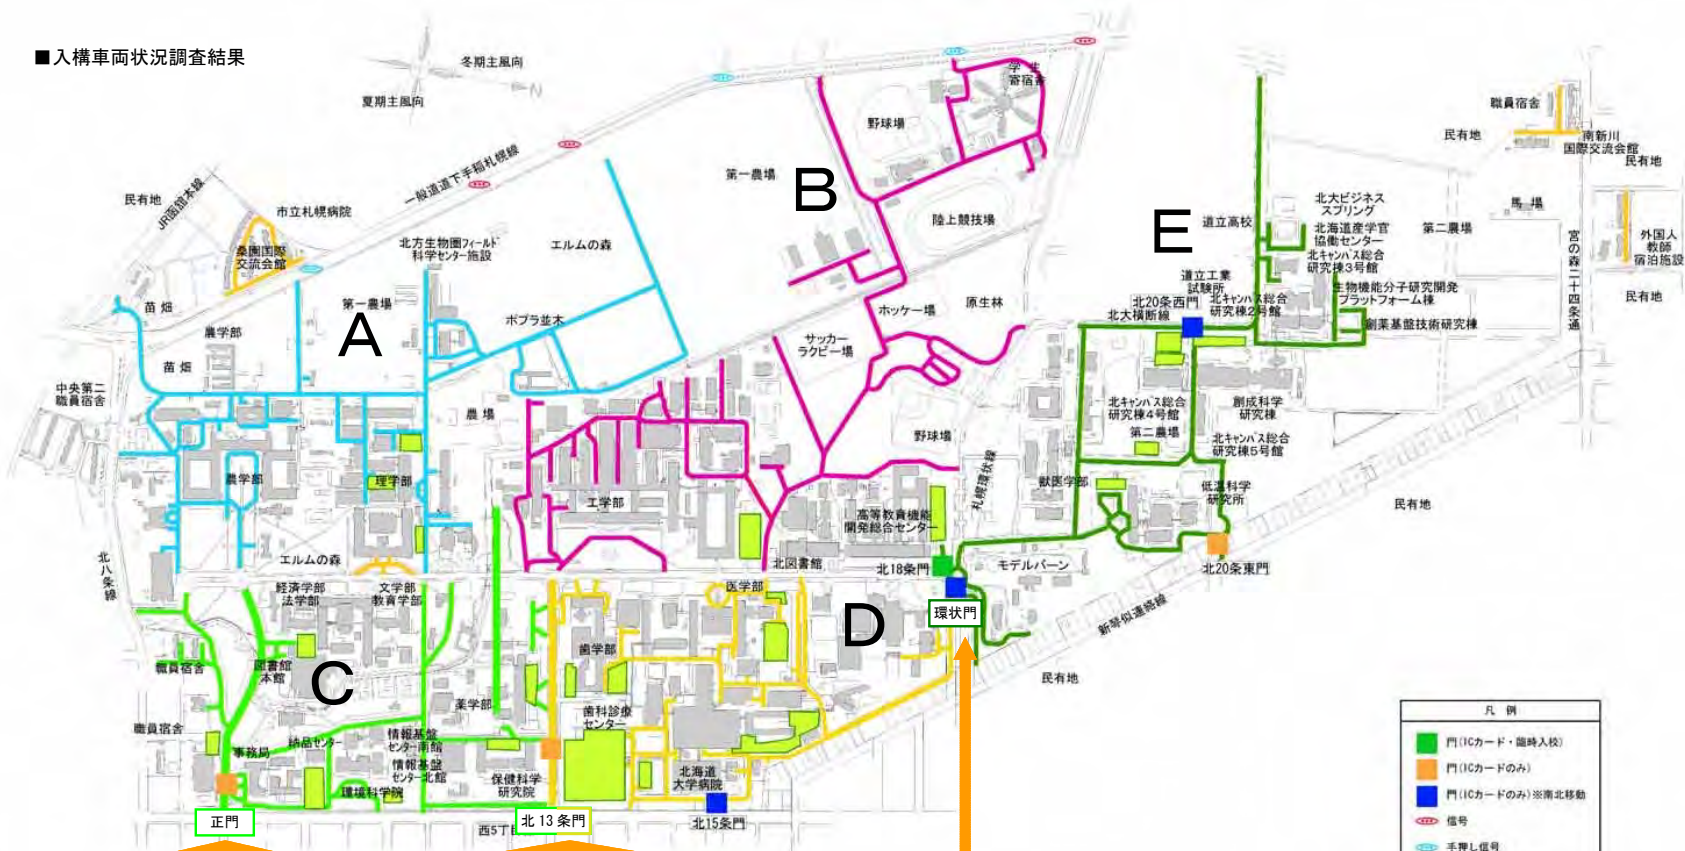 ■入構車両状況調査結果
冬期主風向
夏期主風向
N
学生
寄宿舎
野球場
職員宿舎
民有地
南新川
国際交流会館
民有地
一般道道下手稲札幌線
第一農場
B
民有地
JR函館本線
市立札幌病院
桑園国際
交流会館
北方生物圏フィールド
科学センター施設
エルムの森
陸上競技場
道立高校
E
北大ビジネス
スプリング
北海道産学官
協働センター
北キャンパス総合
研究棟3号館
第二農場
馬場
宮の森二十四条通
外国人
教師
宿泊施設
民有地
道立工業
試験所
生物機能分子研究開発
プラットフォーム棟
苗畑
第一農場
農学部
A
ポプラ並木
ホッケー場
原生林
北20条西門
北大横断線
北キャンパス総合
研究棟2号館
創薬基盤技術研究棟
サッカー
ラクビー場
苗畑
中央第二
職員宿舎
農場
野球場
北キャンパス総合
研究棟4号館
第二農場
創成科学
研究棟
北キャンパス総合
研究棟5号館
農学部
理学部
工学部
札幌環状線
獣医学部
低温科学
研究所
民有地
高等教育機能
開発総合センター
北八条線
エルムの森
北図書館
北18条門
モデルバーン
北20条東門
経済学部
法学部
文学部
教育学部
医学部
D
環状門
新琴似連絡線
歯学部
職員宿舎
図書館
本館
C
民有地
薬学部
歯科診療
センター
職員宿舎
事務局
納品センター
情報基盤
センター南館
情報基盤
センター北館
保健科学
研究院
北海道
大学病院
環境科学院
正門
西5丁目
北13条門
北15条門
凡例
門(ICカード・臨時入校)
門(ICカードのみ)
門(ICカードのみ)※南北移動
信号
手押し信号